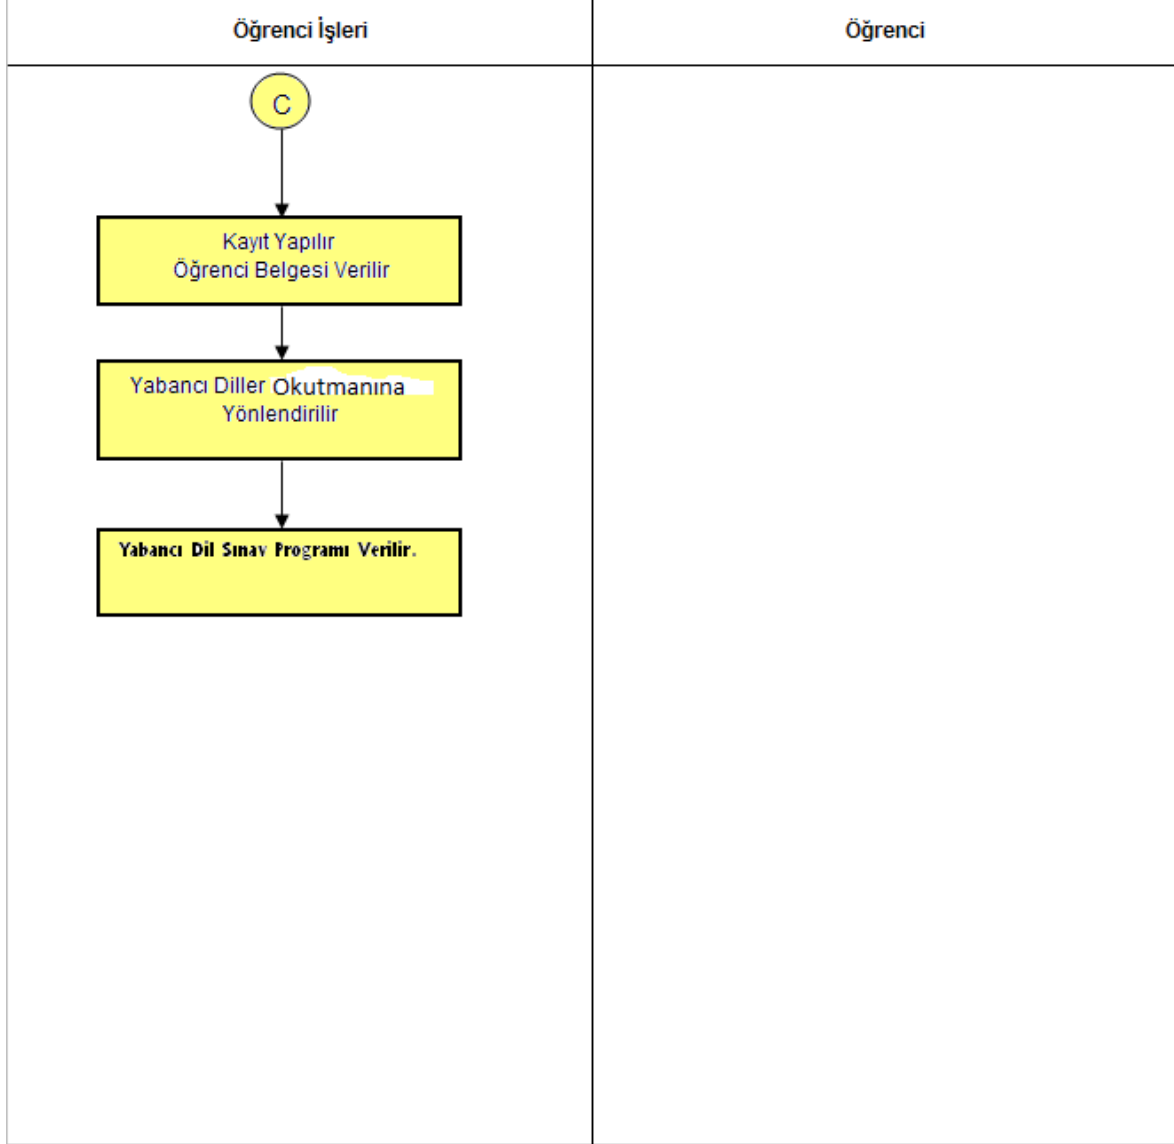 Öğrenci İşleri
Öğrenci
C
Kayıt Yapılır
Öğrenci Belgesi Verilir
Yabancı Diller Okutmanına
Yönlendirilir
Yabancı Dil Sınav Programı Verilir.